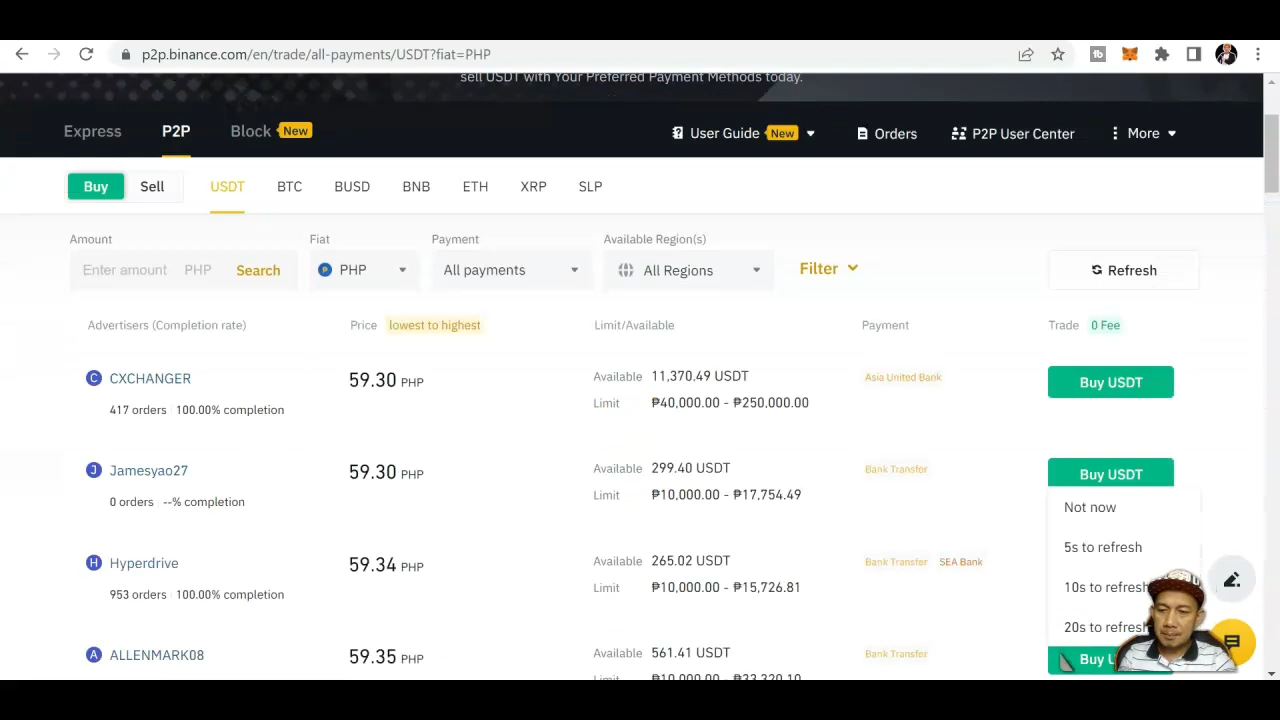 p2p.binance.com/en/trade/all-payments/USDT?fiat=PHP
sell USDT with Your Preferred Payment Methods today.
Express P2P Block New User Guide New Orders P2P User Center More
Buy Sell USDT BTC BUSD BNB ETH XRP SLP
Amount Fiat Payment Available Region(s)
Enter amount PHP Search PHP All payments All Regions Filter Refresh
Advertisers (Completion rate) Price lowest to highest Limit/Available Payment Trade 0 Fee
C CXCHANGER 59.30 PHP Available 11,370.49 USDT Asia United Bank Buy USDT
417 orders 100.00% completion Limit ₱40,000.00 - ₱250,000.00
J Jamesyao27 59.30 PHP Available 299.40 USDT Bank Transfer Buy USDT
0 orders --% completion Limit ₱10,000.00 - ₱17,754.49
Not now
5s to refresh
H Hyperdrive 59.34 PHP Available 265.02 USDT Bank Transfer SEA Bank
953 orders 100.00% completion Limit ₱10,000.00 - ₱15,726.81
10s to refresh
20s to refresh
A ALLENMARK08 59.35 PHP Available 561.41 USDT Bank Transfer Buy
Limit ₱10,000.00 - ₱33,320.10